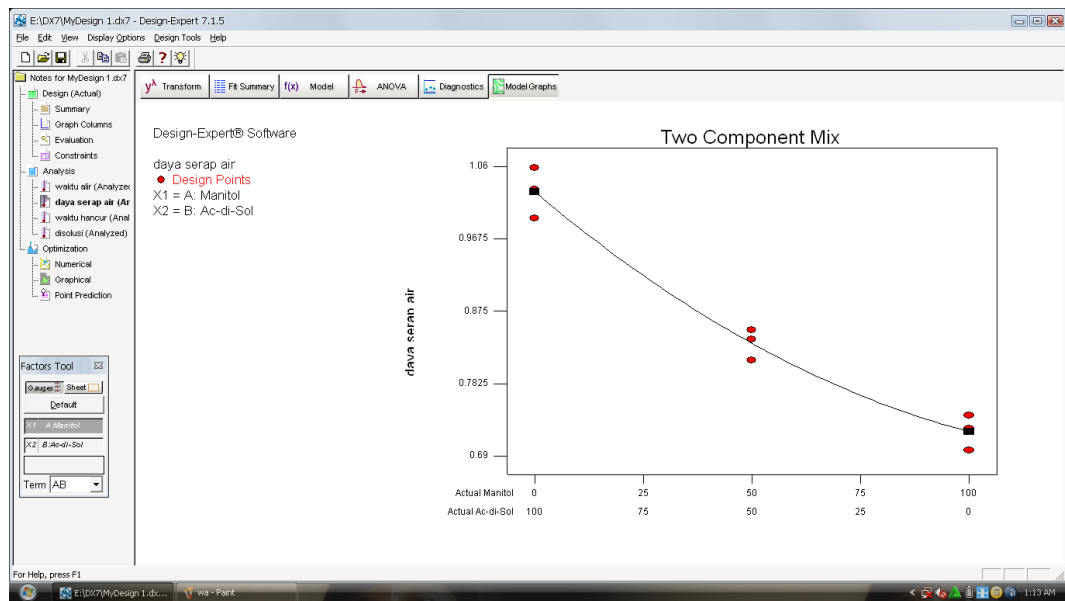 E:\DX7\MyDesign 1.dx7 - Design-Expert 7.1.5
File Edit View Display Options Design Tools Help
Notes for MyDesign 1.dx7
Design (Actual)
Summary
Graph Columns
Evaluation
Constraints
Analysis
waktu alir (Analyzed
daya serap air (Ar
waktu hancur (Anal
disolusi (Analyzed)
Optimization
Numerical
Graphical
Point Prediction
yλ Transform
Fit Summary
f(x) Model
ANOVA
Diagnostics
Model Graphs
Design-Expert® Software
daya serap air
Design Points
X1 = A: Manitol
X2 = B: Ac-di-Sol
Two Component Mix
1.06
0.9675
0.875
0.7825
0.69
daya serap air
Actual Manitol 0 25 50 75 100
Actual Ac-di-Sol 100 75 50 25 0
Factors Tool
Gauges Sheet
Default
X1 A:Manitol
X2 B:Ac-di-Sol
Term AB
For Help, press F1
E:\DX7\MyDesign 1.dx...
wa - Paint
1:13 AM